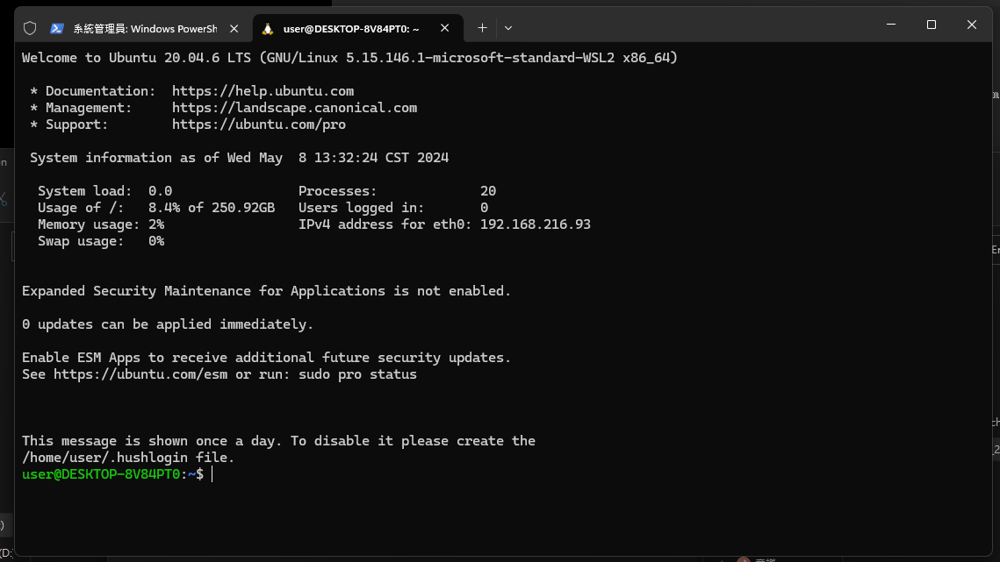 系統管理員: Windows PowerSh
user@DESKTOP-8V84PT0: ~
Welcome to Ubuntu 20.04.6 LTS (GNU/Linux 5.15.146.1-microsoft-standard-WSL2 x86_64)
* Documentation:  https://help.ubuntu.com
* Management:     https://landscape.canonical.com
* Support:        https://ubuntu.com/pro
System information as of Wed May  8 13:32:24 CST 2024
System load:  0.0                Processes:             20
Usage of /:   8.4% of 250.92GB   Users logged in:       0
Memory usage: 2%                 IPv4 address for eth0: 192.168.216.93
Swap usage:   0%
Expanded Security Maintenance for Applications is not enabled.
0 updates can be applied immediately.
Enable ESM Apps to receive additional future security updates.
See https://ubuntu.com/esm or run: sudo pro status
This message is shown once a day. To disable it please create the
/home/user/.hushlogin file.
user@DESKTOP-8V84PT0:~$